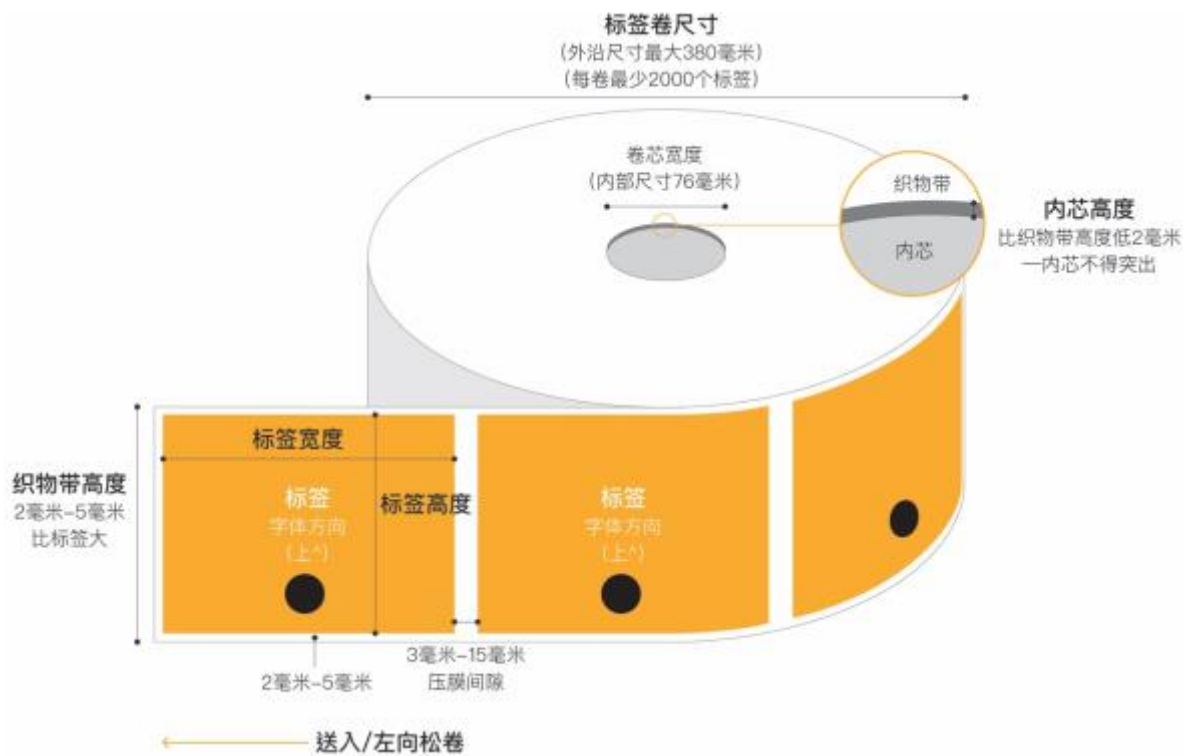 标签卷尺寸
(外沿尺寸最大380毫米)
(每卷最少2000个标签)
卷芯宽度
(内部尺寸76毫米)
织物带
内芯
内芯高度
比织物带高度低2毫米
—内芯不得突出
织物带高度
2毫米-5毫米
比标签大
标签宽度
标签高度
标签
字体方向
(上^)
标签
字体方向
(上^)
2毫米-5毫米
3毫米-15毫米
压膜间隙
送入/左向松卷